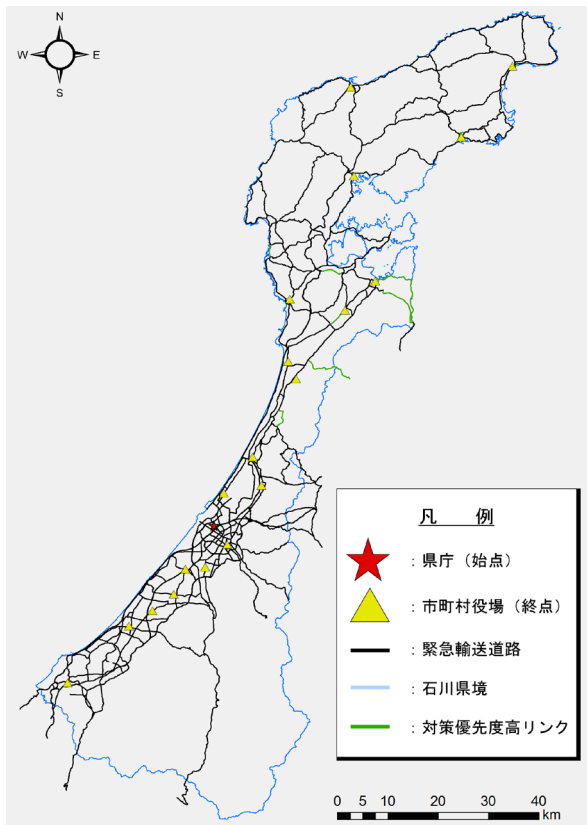 N
W E
S
凡 例
：県庁（始点）
：市町村役場（終点）
：緊急輸送道路
：石川県境
：対策優先度高リンク
0 5 10 20 30 40
km